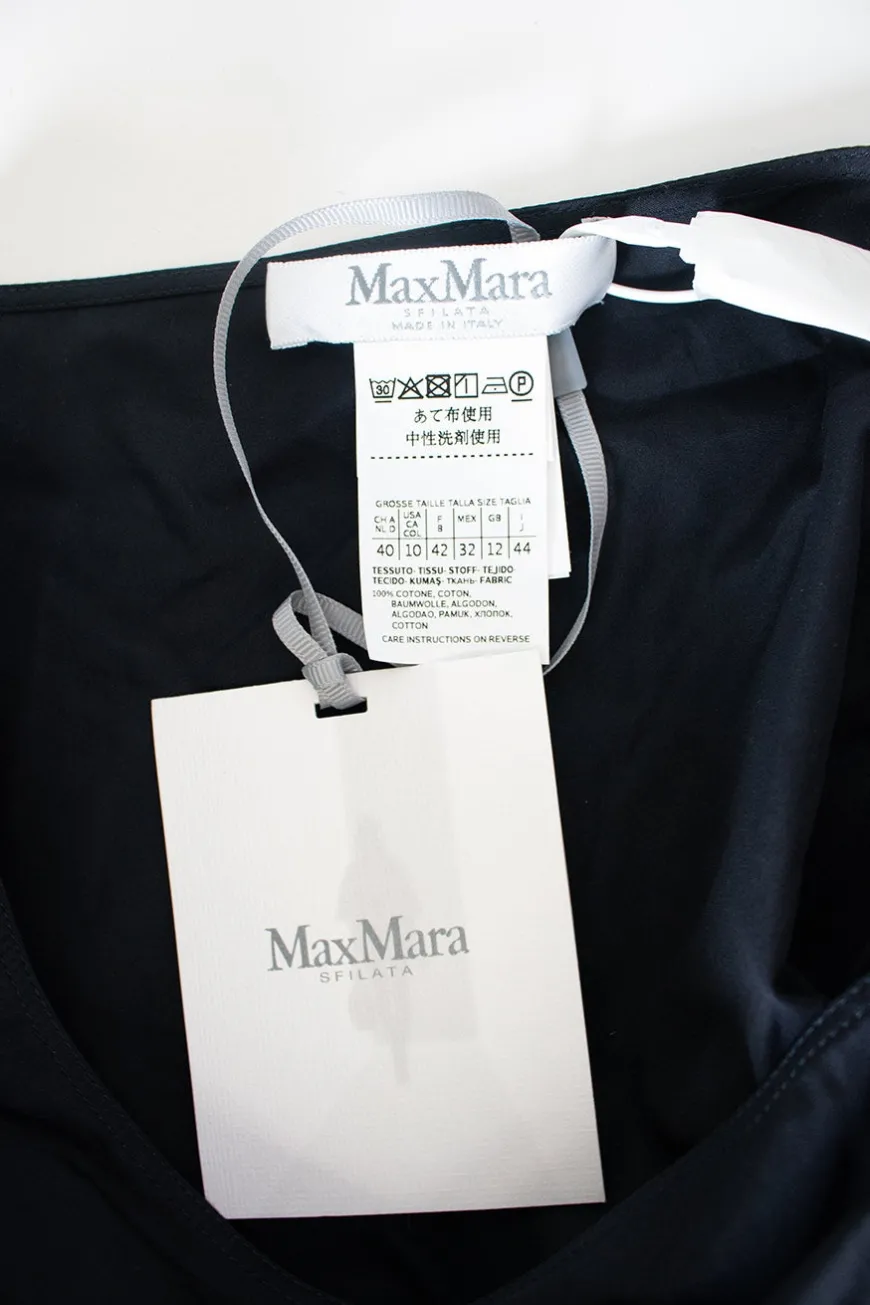 MaxMara
SFILATA
MADE IN ITALY
30 P
あて布使用
中性洗剤使用
GROSSE TAILLE TALLA SIZE TAGLIA
CH A NL D USA CA COL F B MEX GB I J
40 10 42 32 12 44
TESSUTO· TISSU· STOFF· TEJIDO·
TECIDO· KUMAŞ· ТКАНЬ· FABRIC
100% COTONE, COTON,
BAUMWOLLE, ALGODON,
ALGODAO, PAMUK, ХЛОПОК,
COTTON
CARE INSTRUCTIONS ON REVERSE
MaxMara
SFILATA